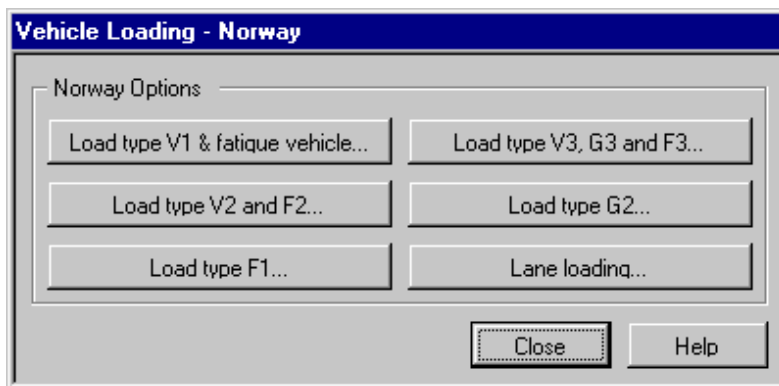 Vehicle Loading - Norway
Norway Options
Load type V1 & fatique vehicle...
Load type V3, G3 and F3...
Load type V2 and F2...
Load type G2...
Load type F1...
Lane loading...
Close
Help